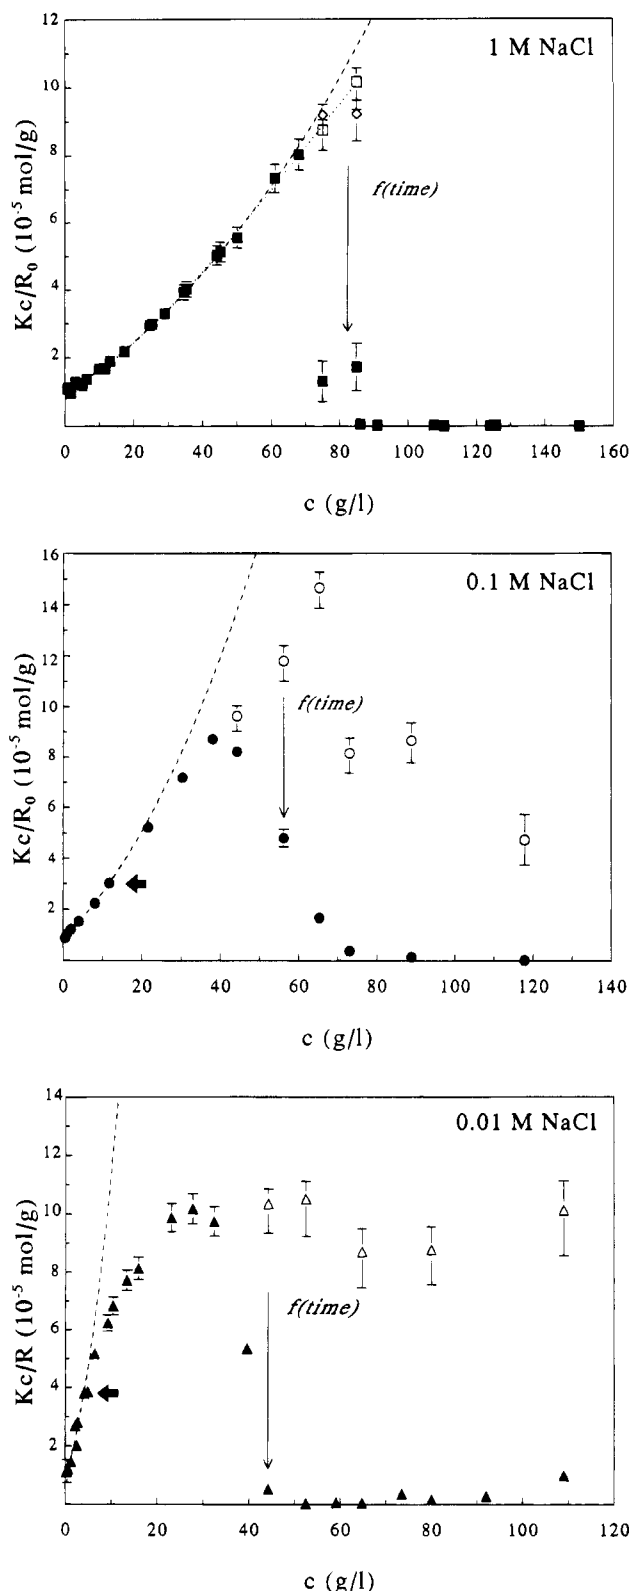 12
10
8
6
4
2
1 M NaCl
f(time)
Kc/R₀ (10⁻⁵ mol/g)
0 20 40 60 80 100 120 140 160
c (g/l)
16
14
12
10
8
6
4
2
0.1 M NaCl
f(time)
Kc/R₀ (10⁻⁵ mol/g)
0 20 40 60 80 100 120 140
c (g/l)
14
12
10
8
6
4
2
0.01 M NaCl
f(time)
Kc/R (10⁻⁵ mol/g)
0 20 40 60 80 100 120
c (g/l)